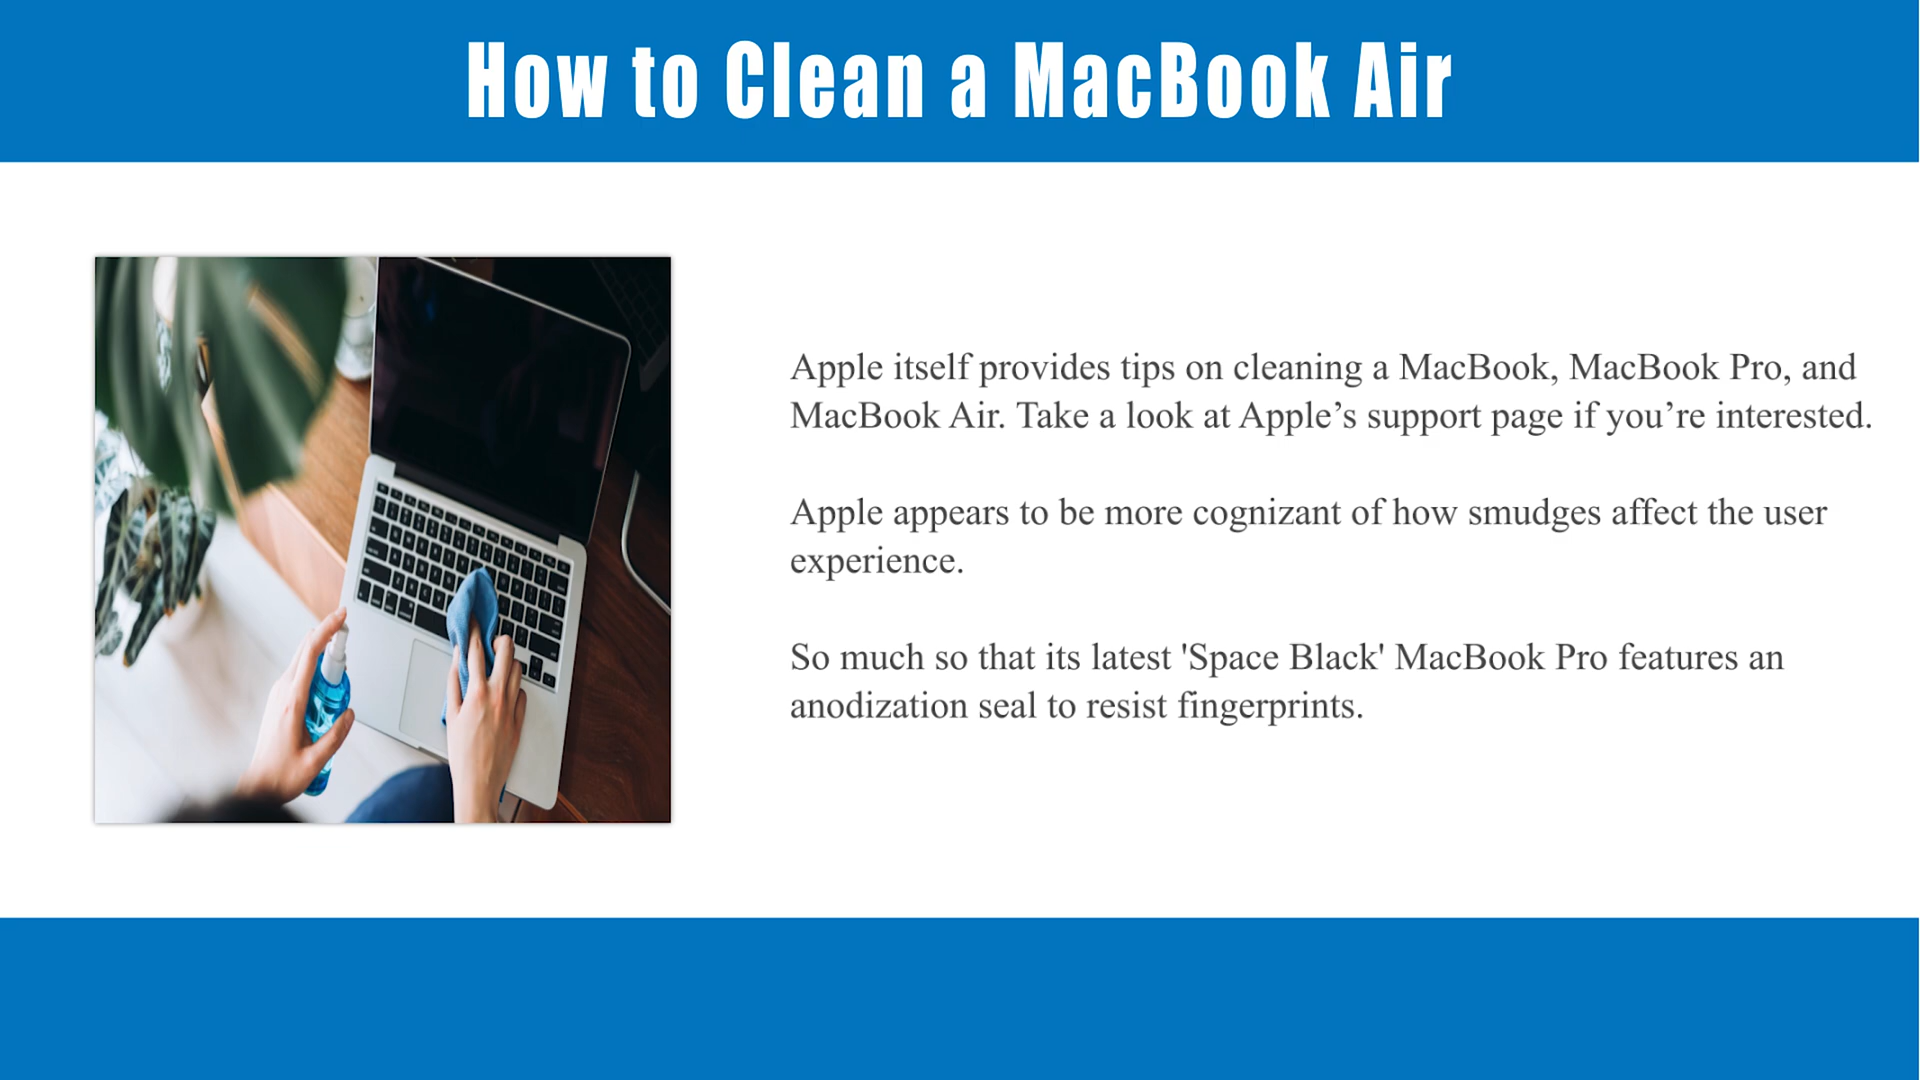 How to Clean a MacBook Air
Apple itself provides tips on cleaning a MacBook, MacBook Pro, and
MacBook Air. Take a look at Apple’s support page if you’re interested.
Apple appears to be more cognizant of how smudges affect the user
experience.
So much so that its latest 'Space Black' MacBook Pro features an
anodization seal to resist fingerprints.